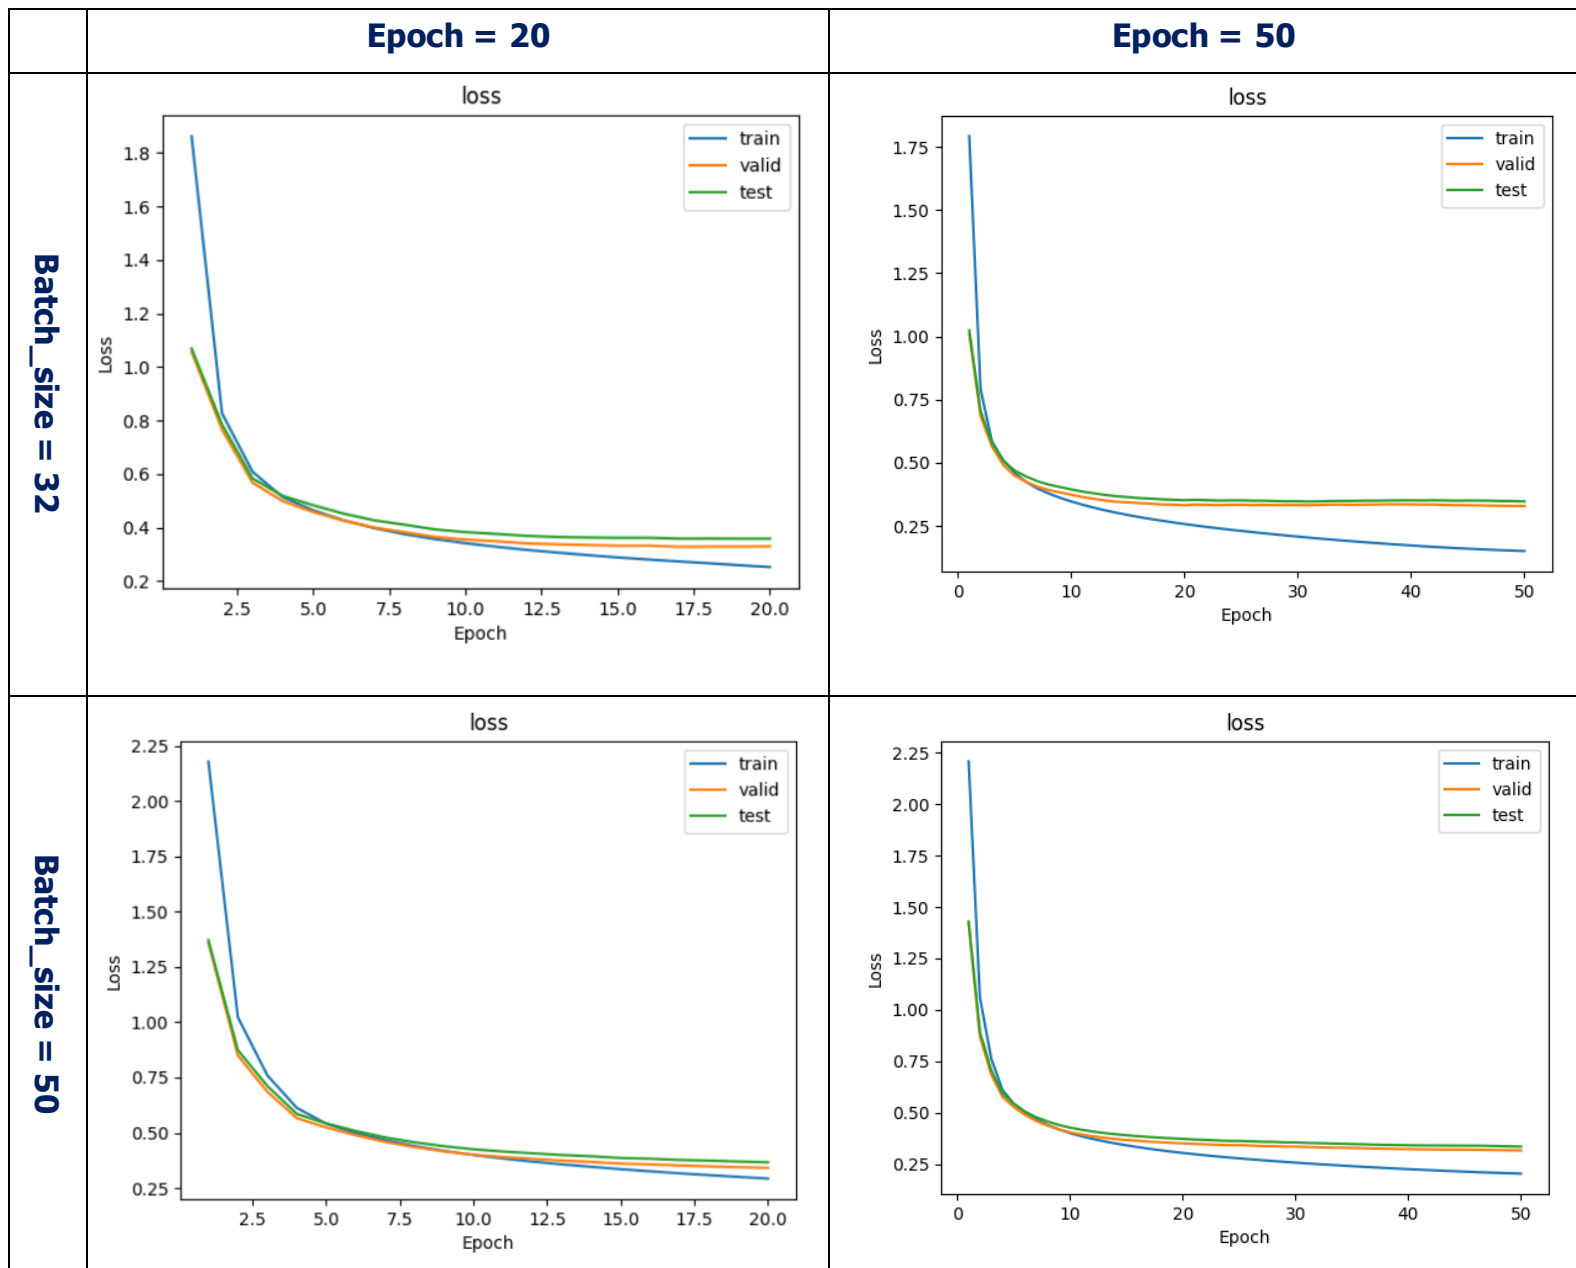 Epoch = 20
Epoch = 50
Batch_size = 32
loss
train
valid
test
Loss
1.8
1.6
1.4
1.2
1.0
0.8
0.6
0.4
0.2
2.5 5.0 7.5 10.0 12.5 15.0 17.5 20.0
Epoch
loss
train
valid
test
Loss
1.75
1.50
1.25
1.00
0.75
0.50
0.25
0 10 20 30 40 50
Epoch
Batch_size = 50
loss
train
valid
test
Loss
2.25
2.00
1.75
1.50
1.25
1.00
0.75
0.50
0.25
2.5 5.0 7.5 10.0 12.5 15.0 17.5 20.0
Epoch
loss
train
valid
test
Loss
2.25
2.00
1.75
1.50
1.25
1.00
0.75
0.50
0.25
0 10 20 30 40 50
Epoch